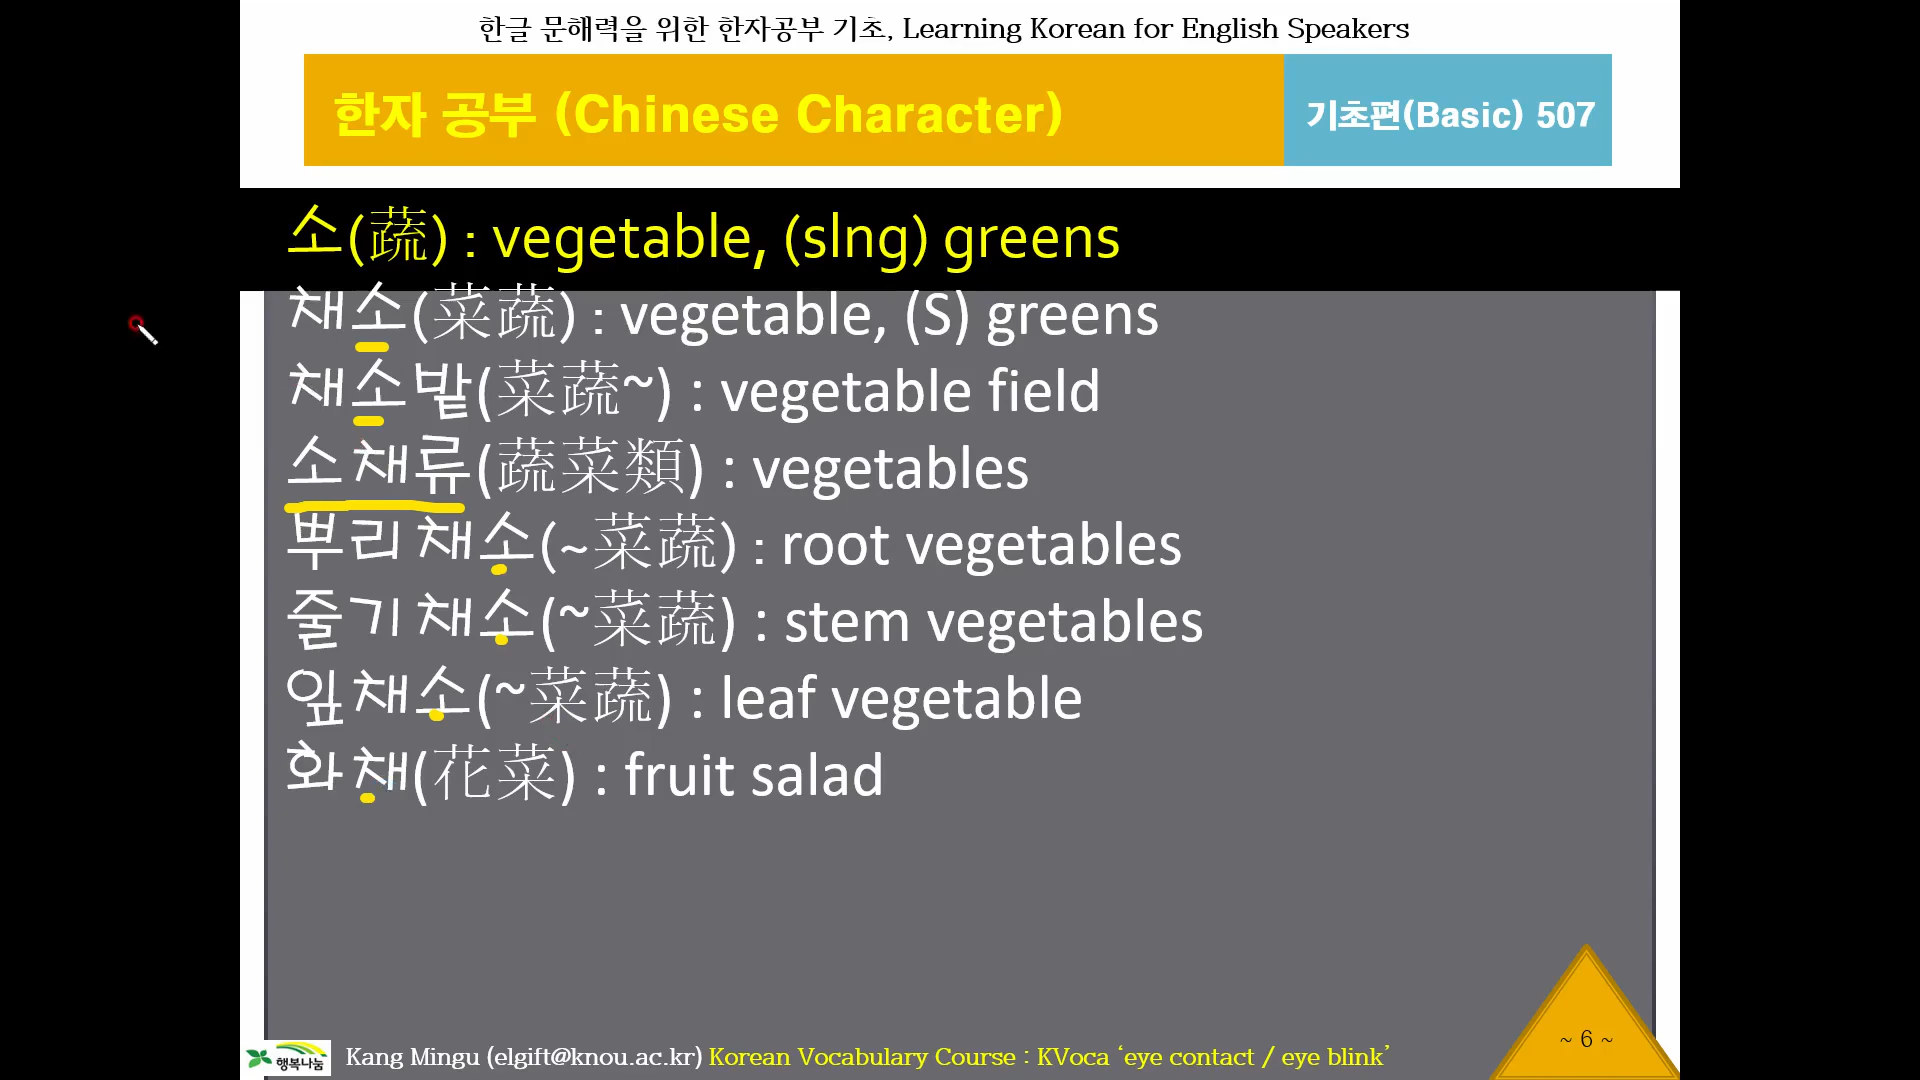 한글 문해력을 위한 한자공부 기초, Learning Korean for English Speakers
한자 공부 (Chinese Character)
기초편(Basic) 507
소(蔬) : vegetable, (slng) greens
채소(菜蔬) : vegetable, (S) greens
채소밭(菜蔬~) : vegetable field
소채류(蔬菜類) : vegetables
뿌리채소(~菜蔬) : root vegetables
줄기채소(~菜蔬) : stem vegetables
잎채소(~菜蔬) : leaf vegetable
화채(花菜) : fruit salad
~ 6 ~
행복나눔
Kang Mingu (elgift@knou.ac.kr) Korean Vocabulary Course : KVoca ‘eye contact / eye blink’